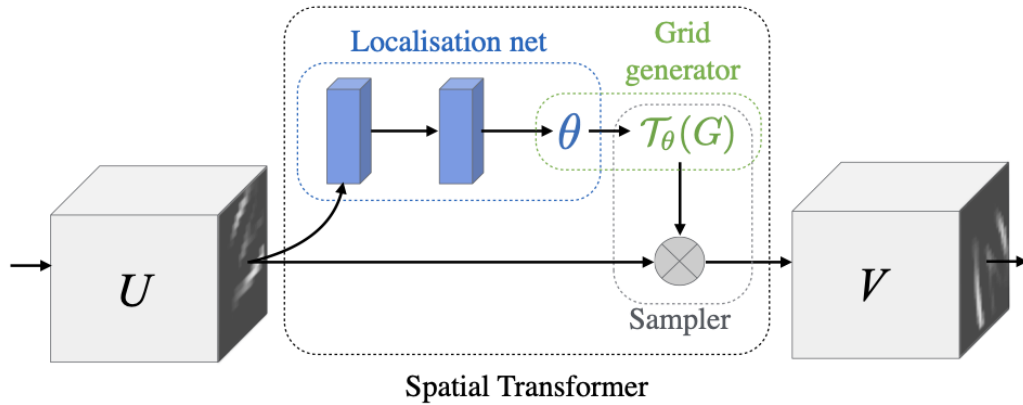 Localisation net
Grid
generator
θ
𝒯θ(G)
U
V
Sampler
Spatial Transformer